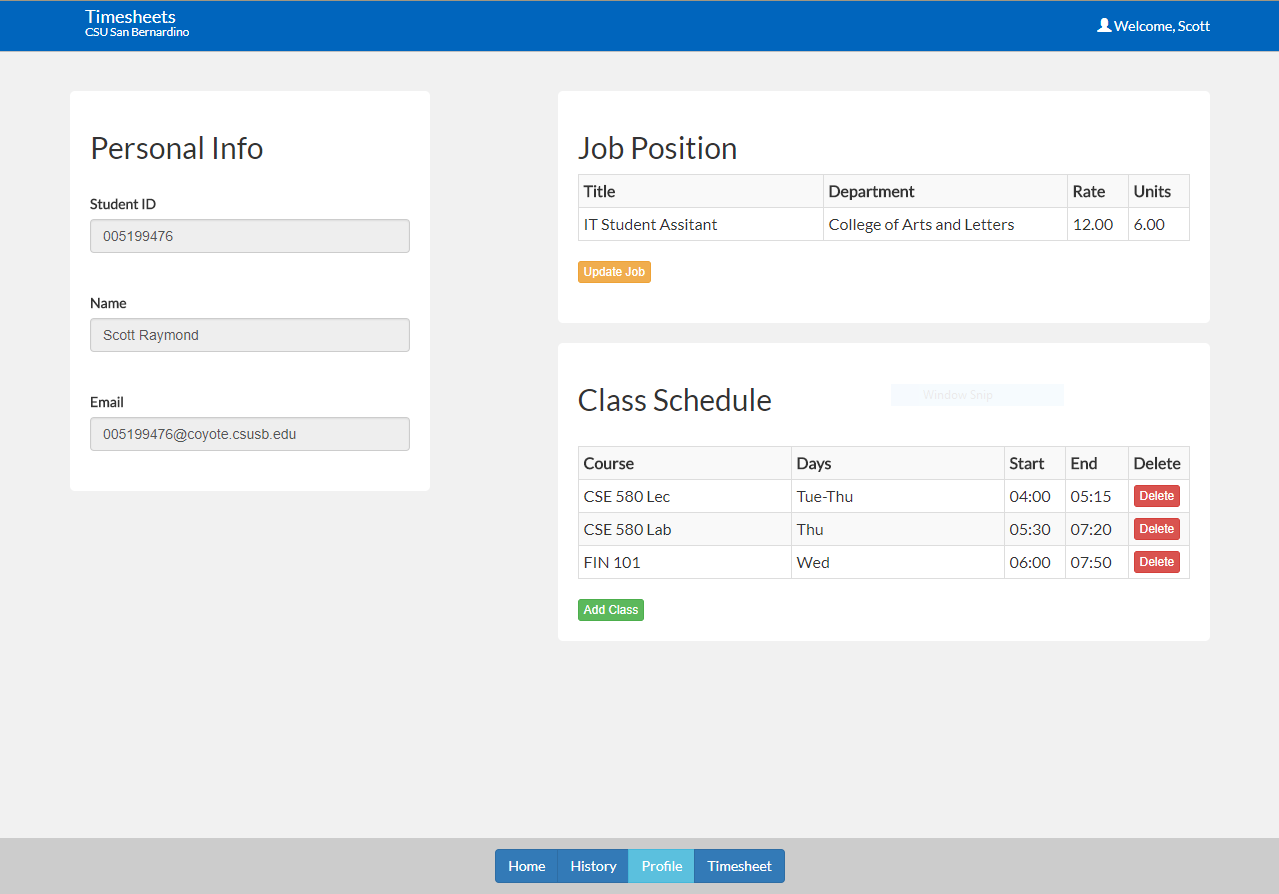 Timesheets
CSU San Bernardino
Welcome, Scott
Personal Info
Student ID
005199476
Name
Scott Raymond
Email
005199476@coyote.csusb.edu
Job Position
Title Department Rate Units
IT Student Assitant College of Arts and Letters 12.00 6.00
Update Job
Class Schedule
Window Snip
Course Days Start End Delete
CSE 580 Lec Tue-Thu 04:00 05:15 Delete
CSE 580 Lab Thu 05:30 07:20 Delete
FIN 101 Wed 06:00 07:50 Delete
Add Class
Home History Profile Timesheet